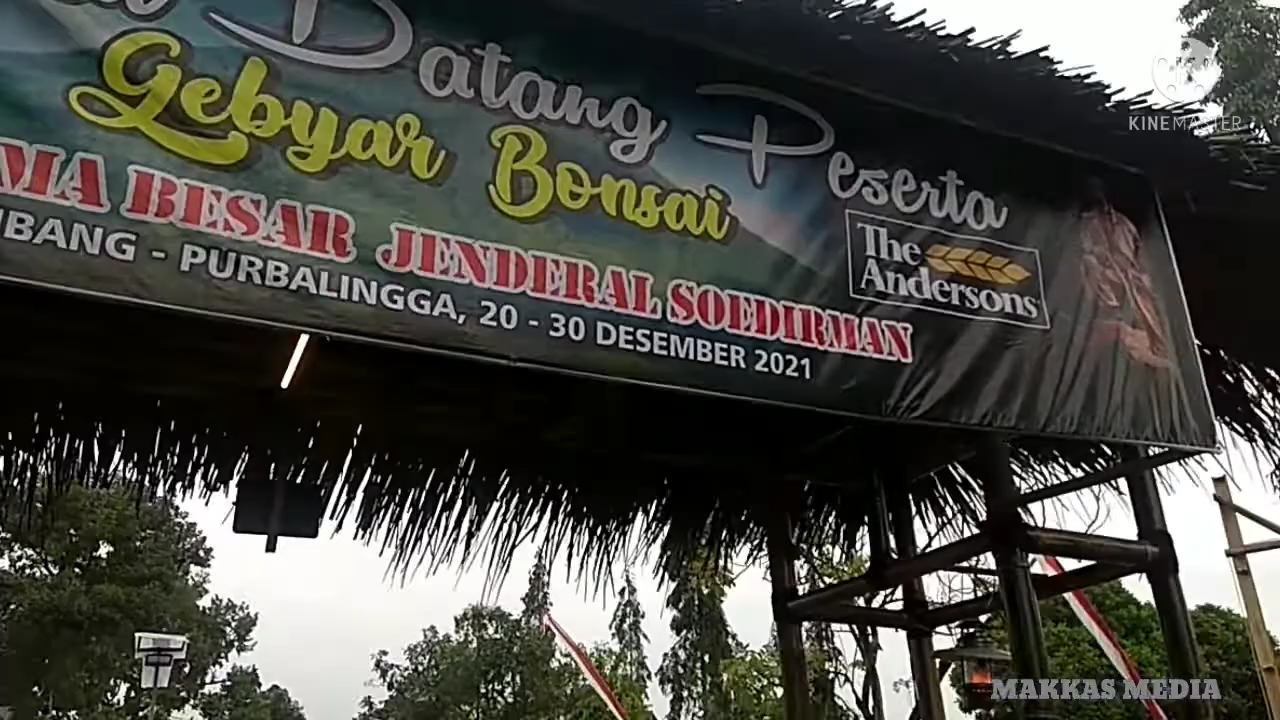 Datang Peserta
Gebyar Bonsai
MA BESAR JENDERAL SOEDIRMAN
BANG - PURBALINGGA, 20 - 30 DESEMBER 2021
The
Andersons
KINEMASTER
MAKKAS MEDIA